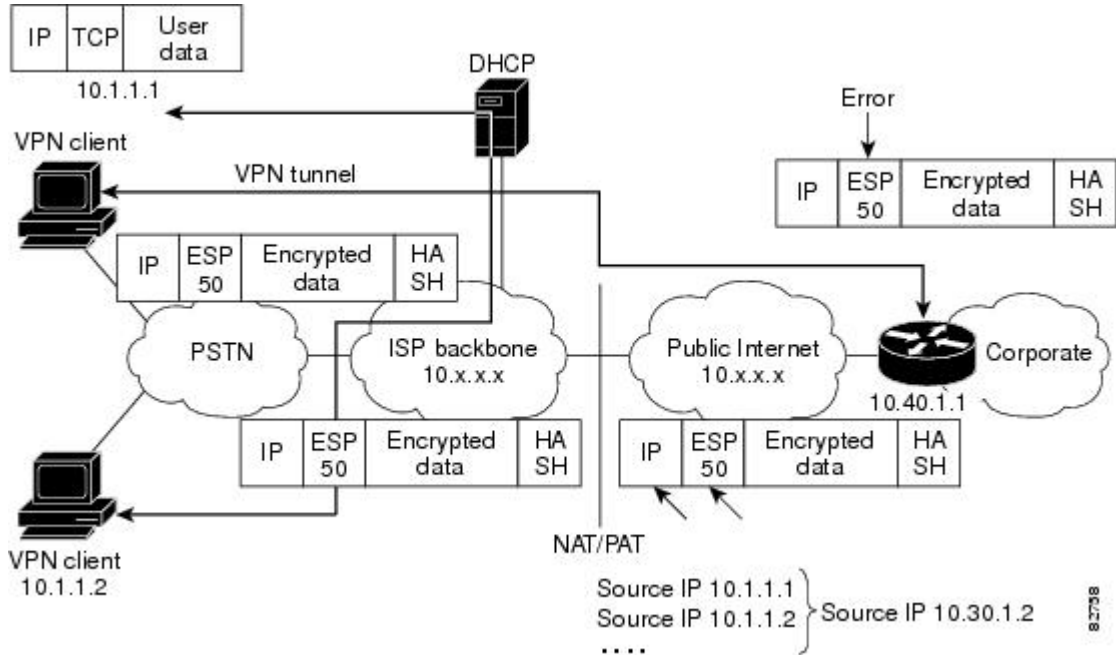 IP TCP User data
10.1.1.1
DHCP
Error
VPN client
VPN tunnel
IP ESP 50 Encrypted data HA SH
IP ESP 50 Encrypted data HA SH
PSTN
ISP backbone
10.x.x.x
Public Internet
10.x.x.x
Corporate
10.40.1.1
IP ESP 50 Encrypted data HA SH
IP ESP 50 Encrypted data HA SH
VPN client
10.1.1.2
NAT/PAT
Source IP 10.1.1.1
Source IP 10.1.1.2
Source IP 10.30.1.2
....
82758